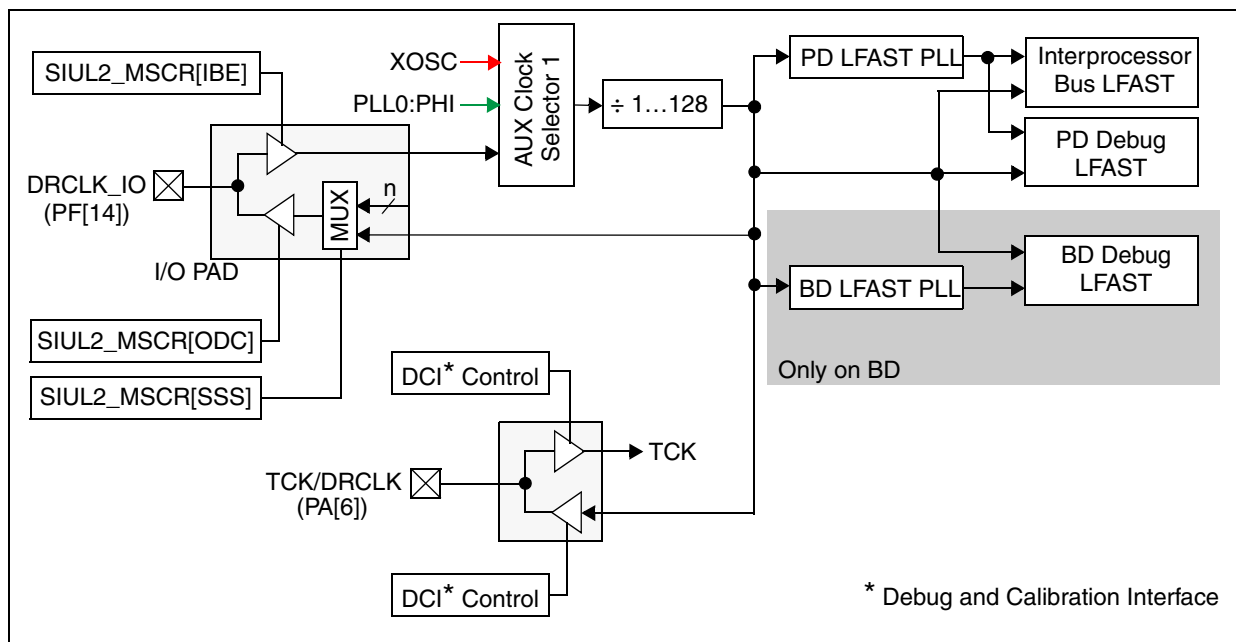 SIUL2_MSCR[IBE]
XOSC
PLL0:PHI
AUX Clock
Selector 1
÷ 1...128
PD LFAST PLL
Interprocessor
Bus LFAST
PD Debug
LFAST
DRCLK_IO
(PF[14])
n
MUX
I/O PAD
BD LFAST PLL
BD Debug
LFAST
Only on BD
SIUL2_MSCR[ODC]
SIUL2_MSCR[SSS]
DCI* Control
TCK/DRCLK
(PA[6])
TCK
DCI* Control
* Debug and Calibration Interface